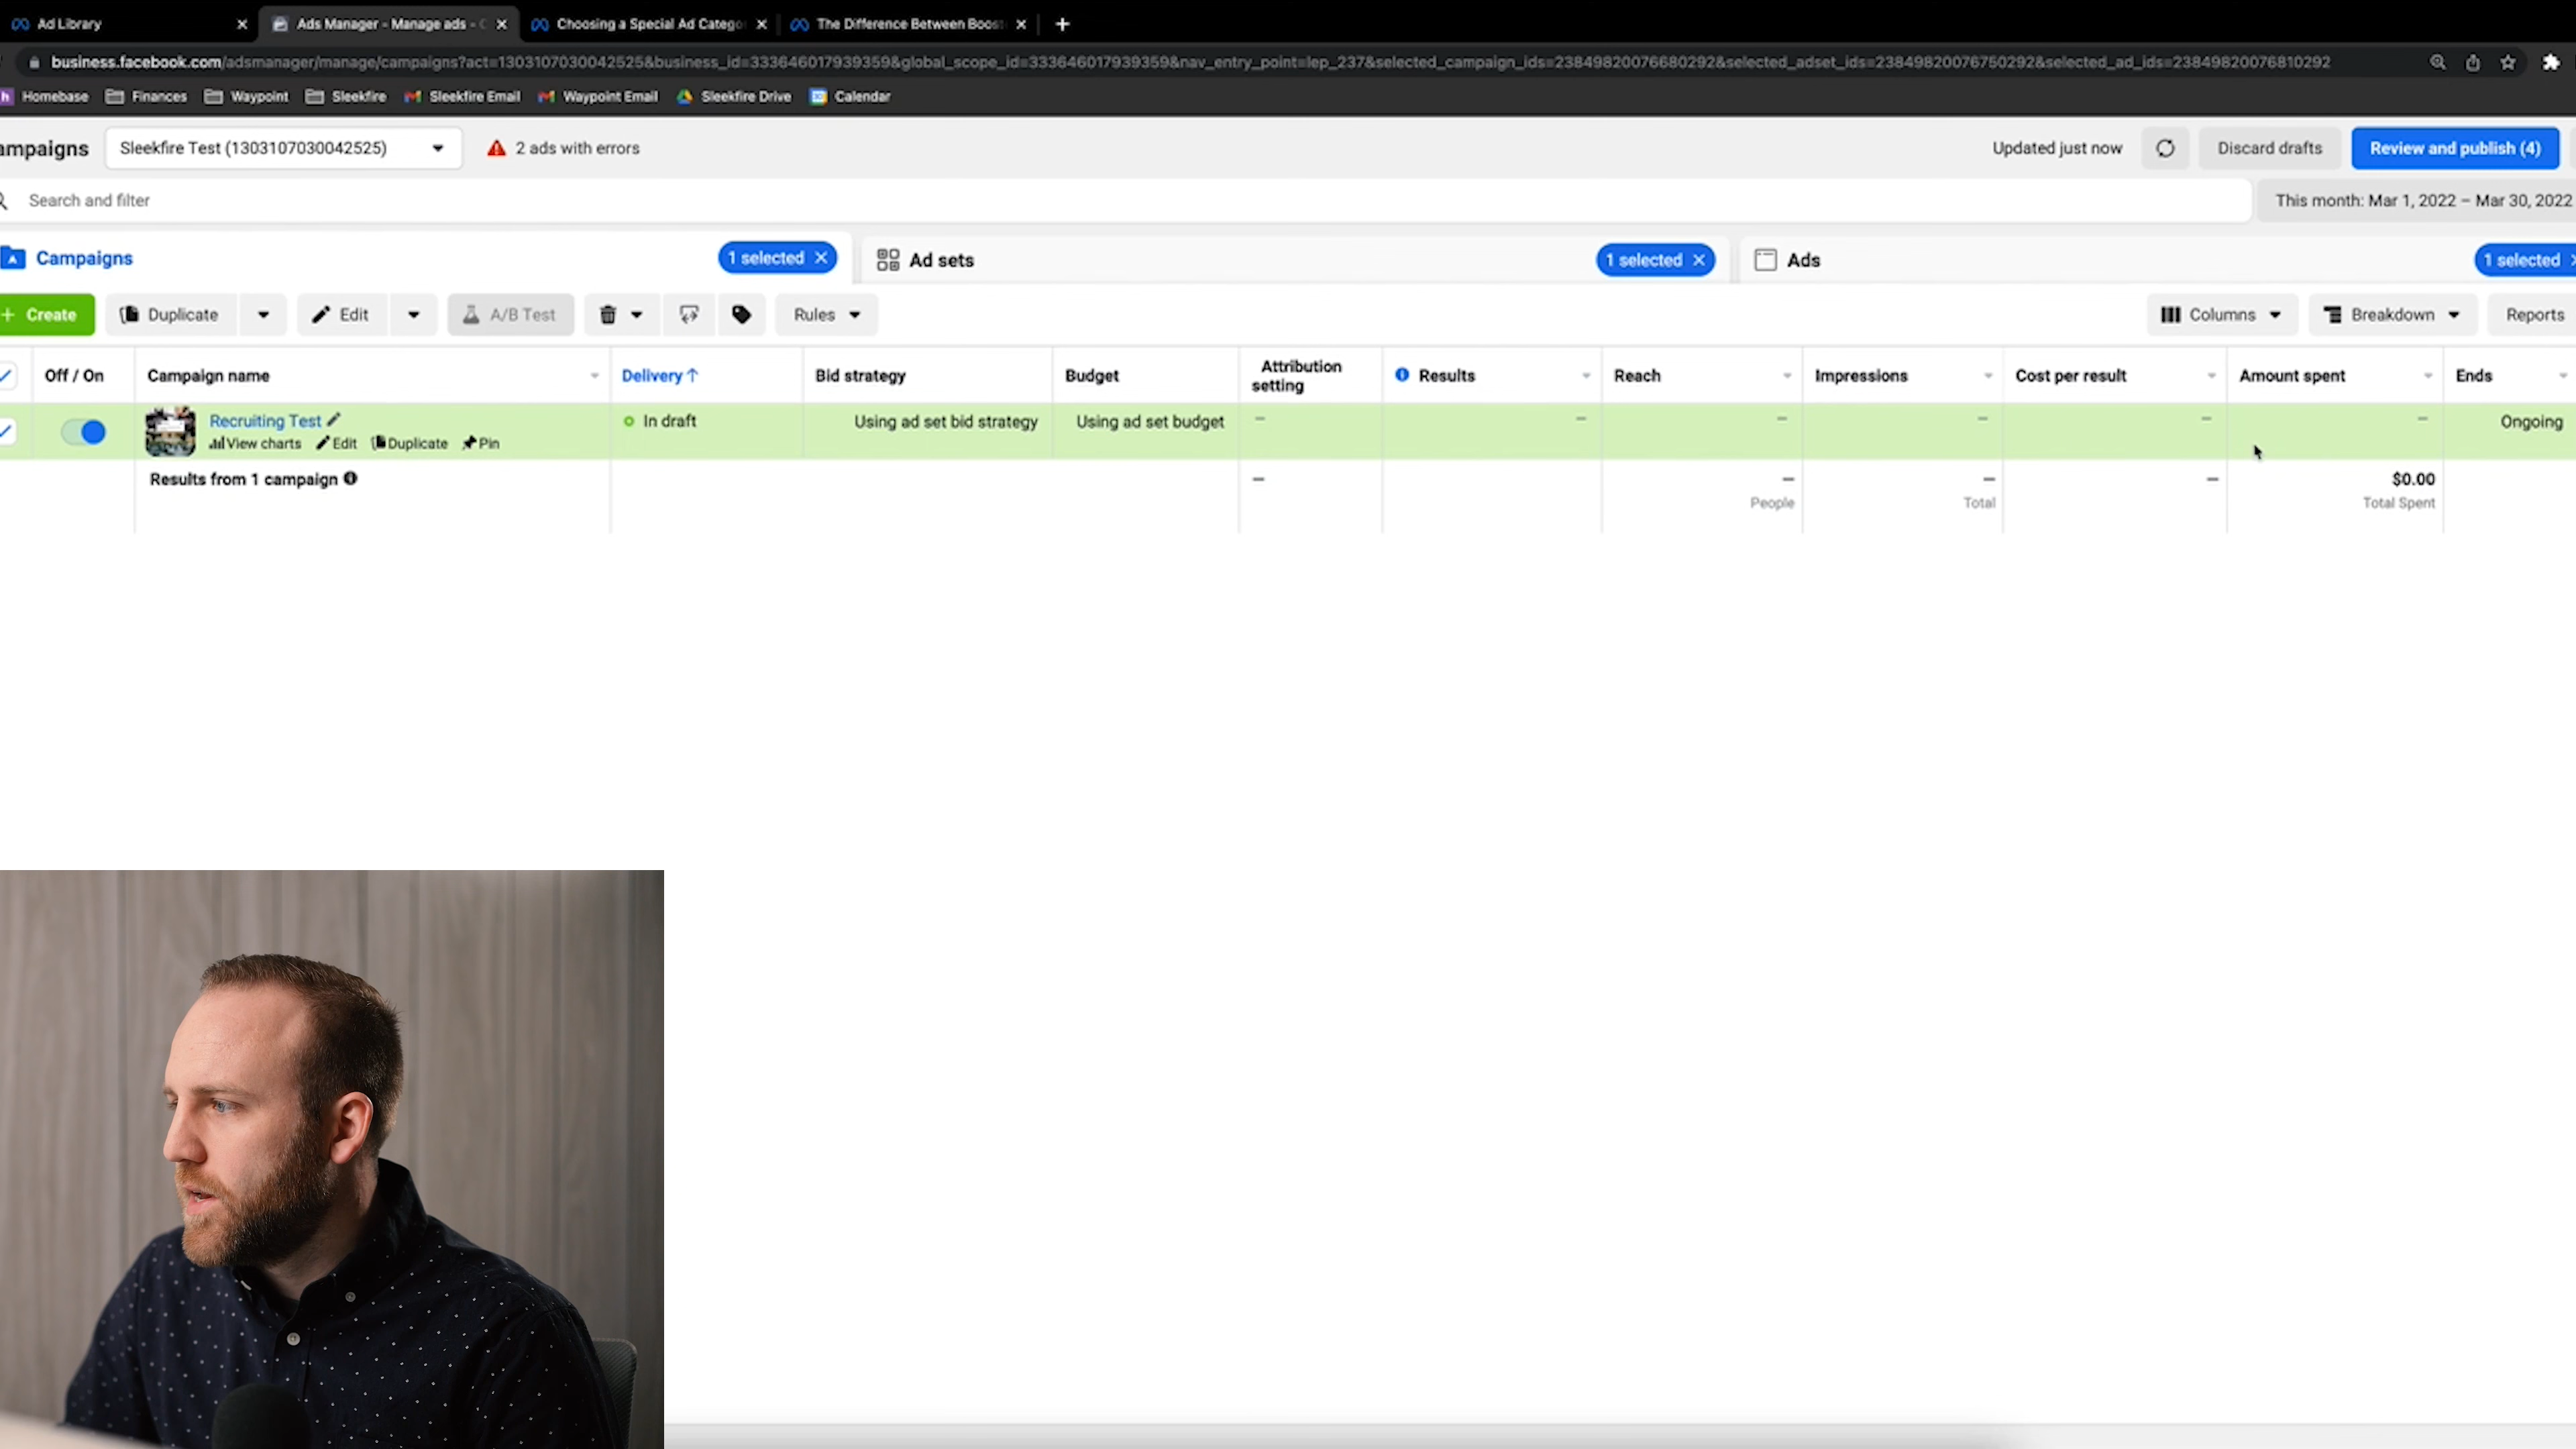 Ad Library
Ads Manager - Manage ads -
Choosing a Special Ad Catego
The Difference Between Boos
business.facebook.com/adsmanager/manage/campaigns?act=1303107030042525&business_id=333646017939359&global_scope_id=333646017939359&nav_entry_point=lep_237&selected_campaign_ids=23849820076680292&selected_adset_ids=23849820076750292&selected_ad_ids=23849820076810292
h Homebase Finances Waypoint Sleekfire Sleekfire Email Waypoint Email Sleekfire Drive Calendar
ampaigns Sleekfire Test (1303107030042525) 2 ads with errors Updated just now Discard drafts Review and publish (4)
Search and filter This month: Mar 1, 2022 – Mar 30, 2022
Campaigns 1 selected × Ad sets 1 selected × Ads 1 selected ×
+ Create Duplicate Edit A/B Test Rules Columns Breakdown Reports
Off / On Campaign name Delivery ↑ Bid strategy Budget Attribution setting Results Reach Impressions Cost per result Amount spent Ends
Recruiting Test In draft Using ad set bid strategy Using ad set budget – – – – – – Ongoing
View charts Edit Duplicate Pin
Results from 1 campaign – – – – $0.00
People Total Total Spent